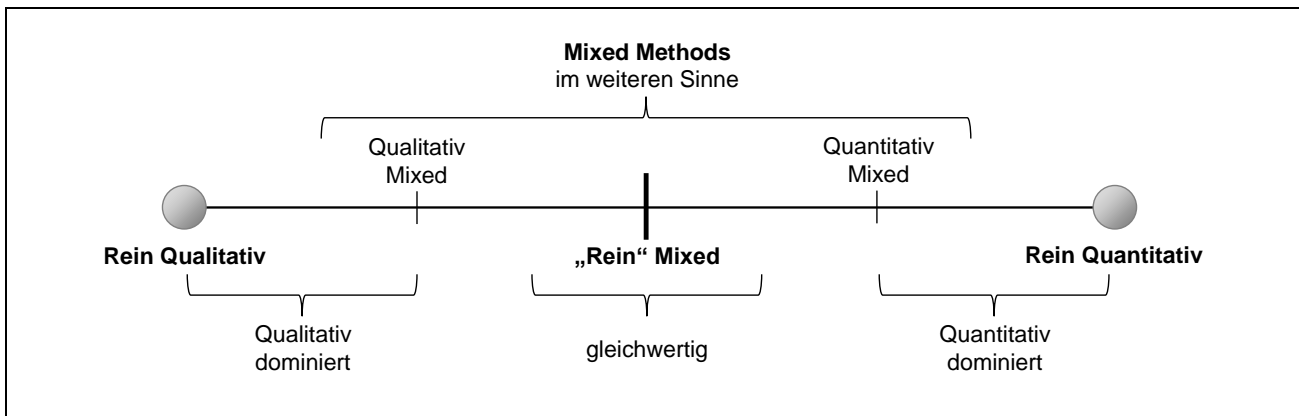 Mixed Methods
im weiteren Sinne
Qualitativ
Mixed
Quantitativ
Mixed
Rein Qualitativ
„Rein“ Mixed
Rein Quantitativ
Qualitativ
dominiert
gleichwertig
Quantitativ
dominiert